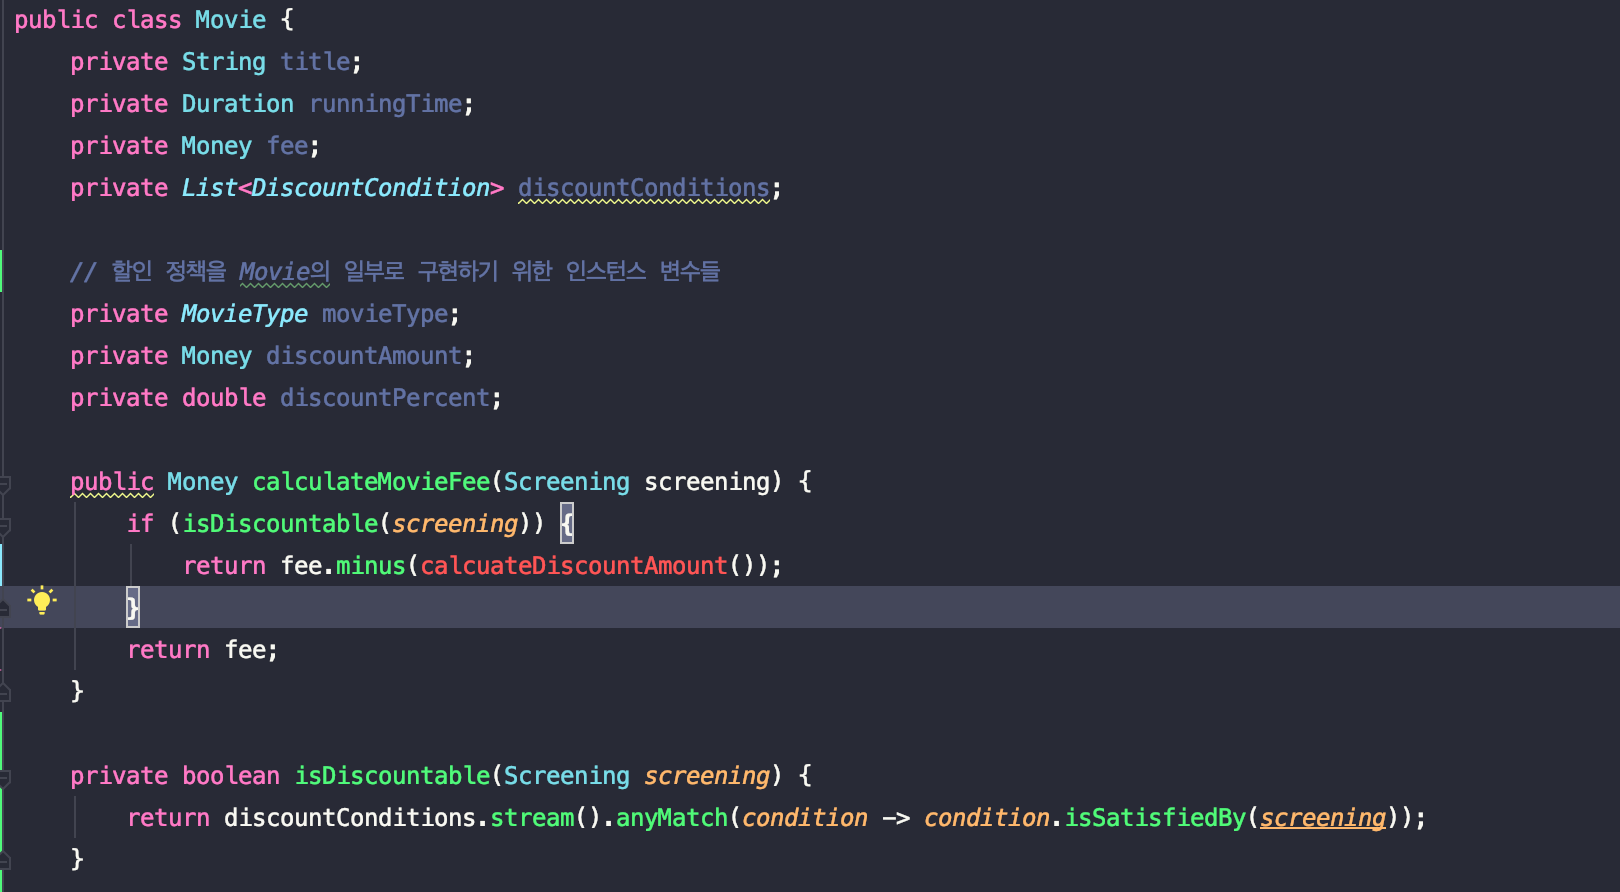 public class Movie {
private String title;
private Duration runningTime;
private Money fee;
private List<DiscountCondition> discountConditions;
// 할인 정책을 Movie의 일부로 구현하기 위한 인스턴스 변수들
private MovieType movieType;
private Money discountAmount;
private double discountPercent;
public Money calculateMovieFee(Screening screening) {
if (isDiscountable(screening)) {
return fee.minus(calcuateDiscountAmount());
}
return fee;
}
private boolean isDiscountable(Screening screening) {
return discountConditions.stream().anyMatch(condition -> condition.isSatisfiedBy(screening));
}